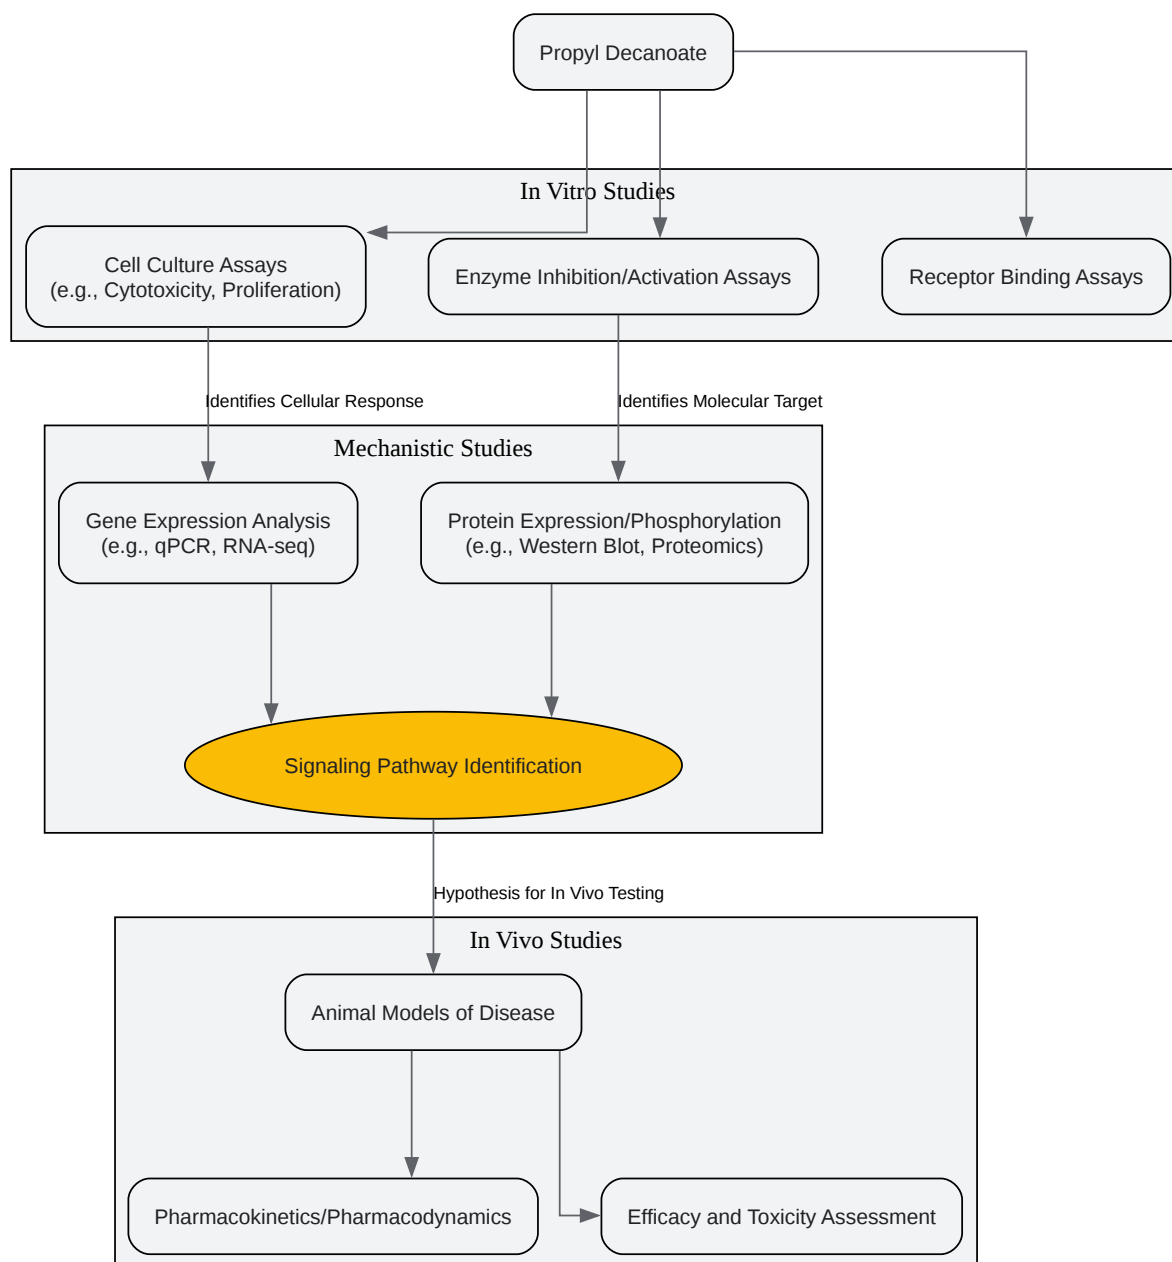 Propyl Decanoate
In Vitro Studies
Cell Culture Assays
(e.g., Cytotoxicity, Proliferation)
Enzyme Inhibition/Activation Assays
Receptor Binding Assays
Identifies Cellular Response
Identifies Molecular Target
Mechanistic Studies
Gene Expression Analysis
(e.g., qPCR, RNA-seq)
Protein Expression/Phosphorylation
(e.g., Western Blot, Proteomics)
Signaling Pathway Identification
Hypothesis for In Vivo Testing
In Vivo Studies
Animal Models of Disease
Pharmacokinetics/Pharmacodynamics
Efficacy and Toxicity Assessment